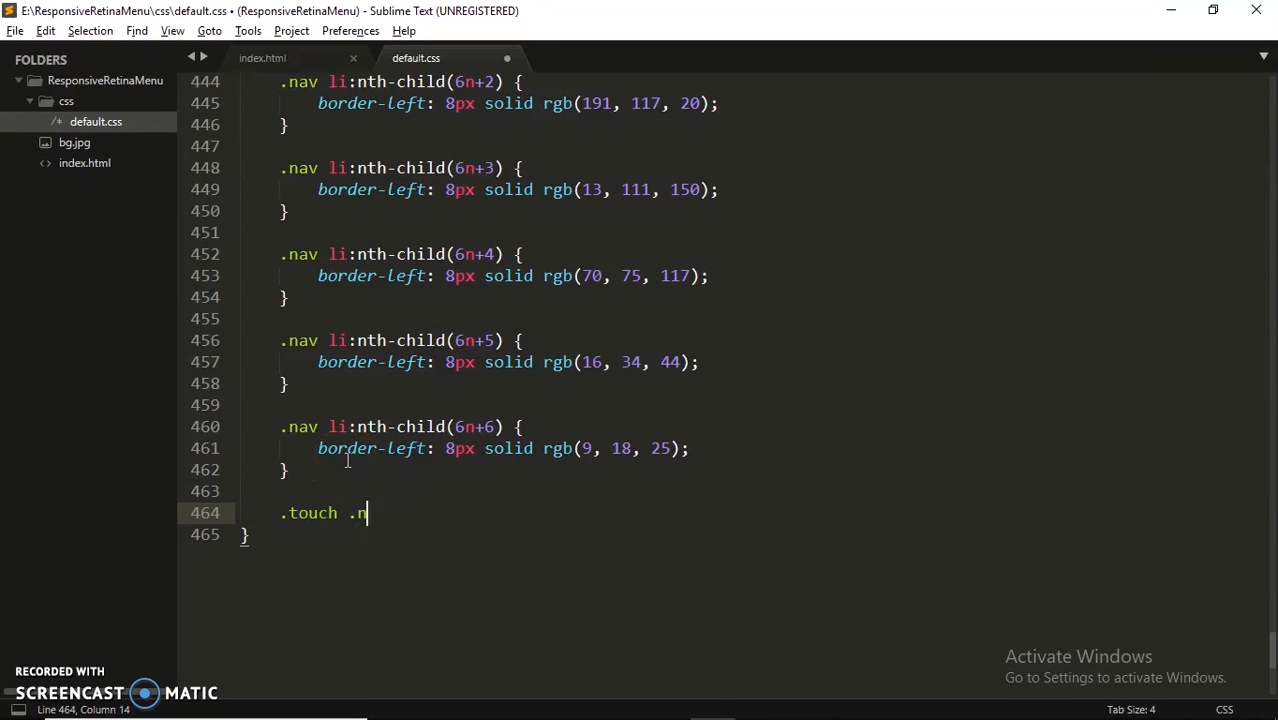 E:\ResponsiveRetinaMenu\css\default.css • (ResponsiveRetinaMenu) - Sublime Text (UNREGISTERED)
File Edit Selection Find View Goto Tools Project Preferences Help
FOLDERS
ResponsiveRetinaMenu
css
/* default.css
bg.jpg
<> index.html
index.html
default.css
444 .nav li:nth-child(6n+2) {
445 border-left: 8px solid rgb(191, 117, 20);
446 }
447
448 .nav li:nth-child(6n+3) {
449 border-left: 8px solid rgb(13, 111, 150);
450 }
451
452 .nav li:nth-child(6n+4) {
453 border-left: 8px solid rgb(70, 75, 117);
454 }
455
456 .nav li:nth-child(6n+5) {
457 border-left: 8px solid rgb(16, 34, 44);
458 }
459
460 .nav li:nth-child(6n+6) {
461 border-left: 8px solid rgb(9, 18, 25);
462 }
463
464 .touch .n
465 }
Activate Windows
Go to Settings to activate Windows.
RECORDED WITH
SCREENCAST MATIC
Line 464, Column 14
Tab Size: 4
CSS